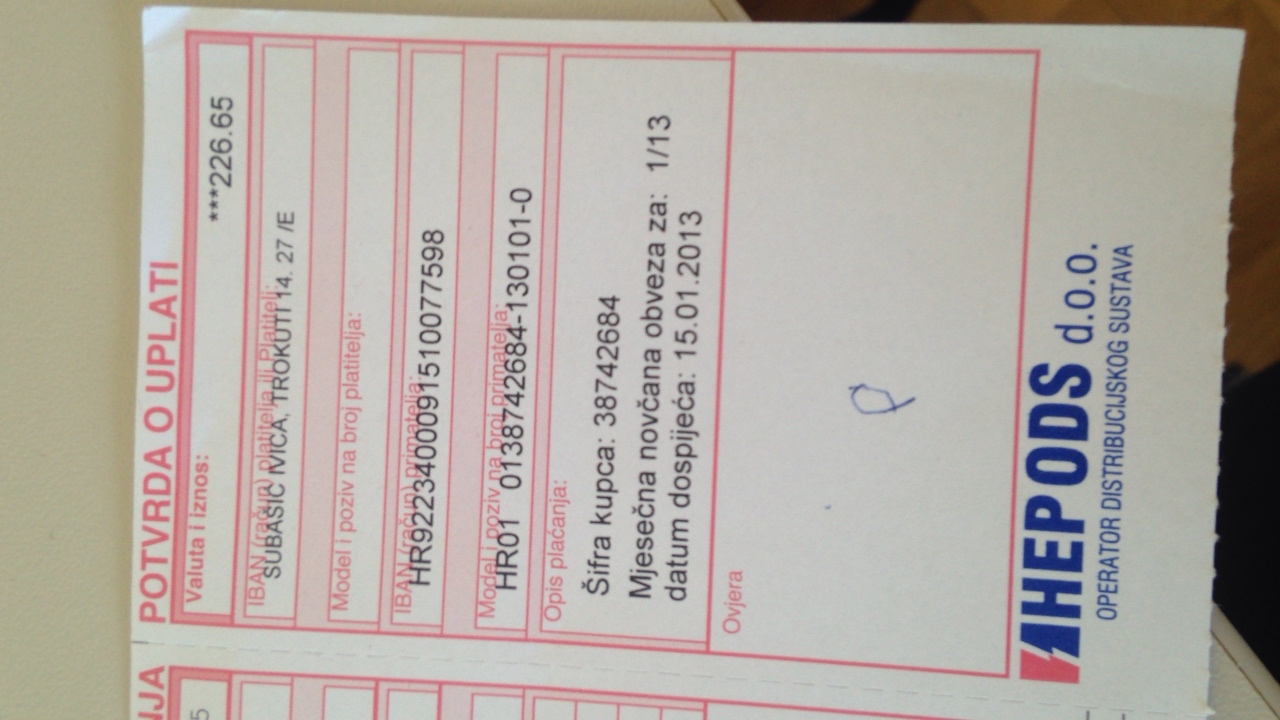 NJA
POTVRDA O UPLATI
5
Valuta i iznos:
***226.65
IBAN (račun) platitelja ili Platitelj:
SUBAŠIĆ IVICA, TROKUTI 14. 27 /E
Model i poziv na broj platitelja:
IBAN (račun) primatelja:
HR9223400091510077598
Model i poziv na broj primatelja:
HR01 0138742684-130101-0
Opis plaćanja:
Šifra kupca: 38742684
Mjesečna novčana obveza za: 1/13
datum dospijeća: 15.01.2013
Ovjera
P
HEP ODS d.o.o.
OPERATOR DISTRIBUCIJSKOG SUSTAVA